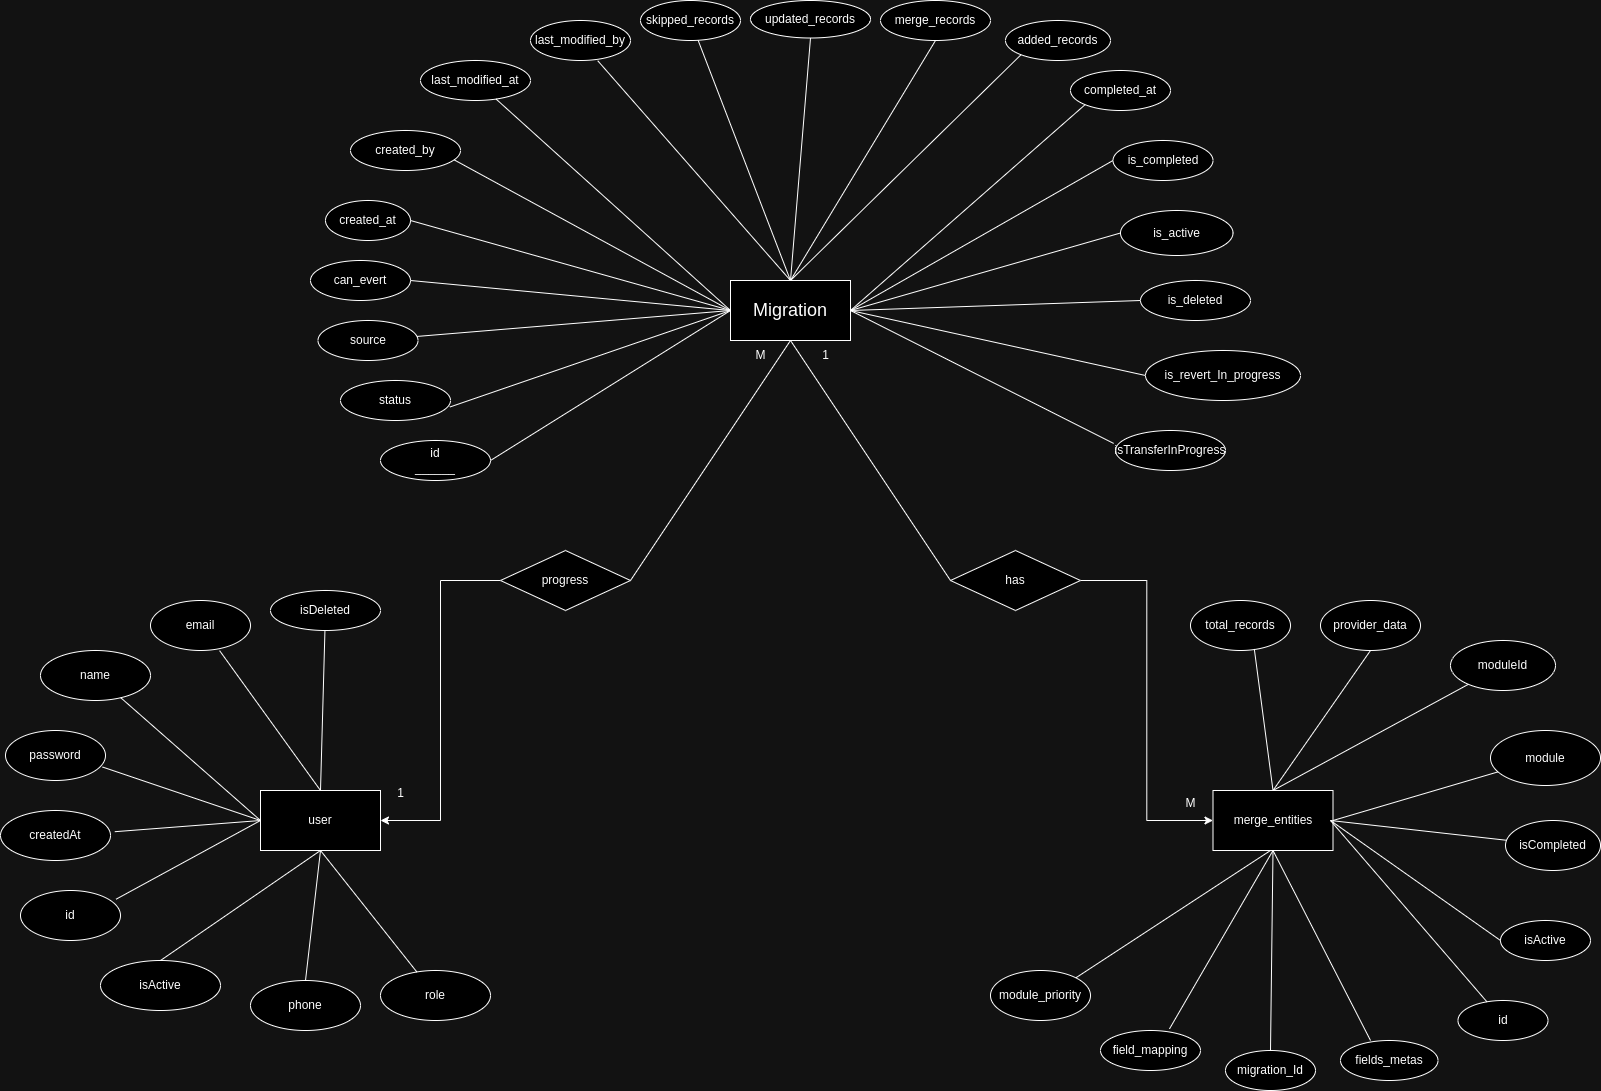 skipped_records
updated_records
merge_records
last_modified_by
added_records
last_modified_at
completed_at
created_by
is_completed
created_at
is_active
can_evert
is_deleted
Migration
source
M
1
is_revert_In_progress
status
id
isTransferInProgress
progress
has
isDeleted
email
total_records
provider_data
name
moduleId
password
module
1
M
user
merge_entities
createdAt
isCompleted
id
isActive
isActive
phone
role
module_priority
id
field_mapping
fields_metas
migration_Id